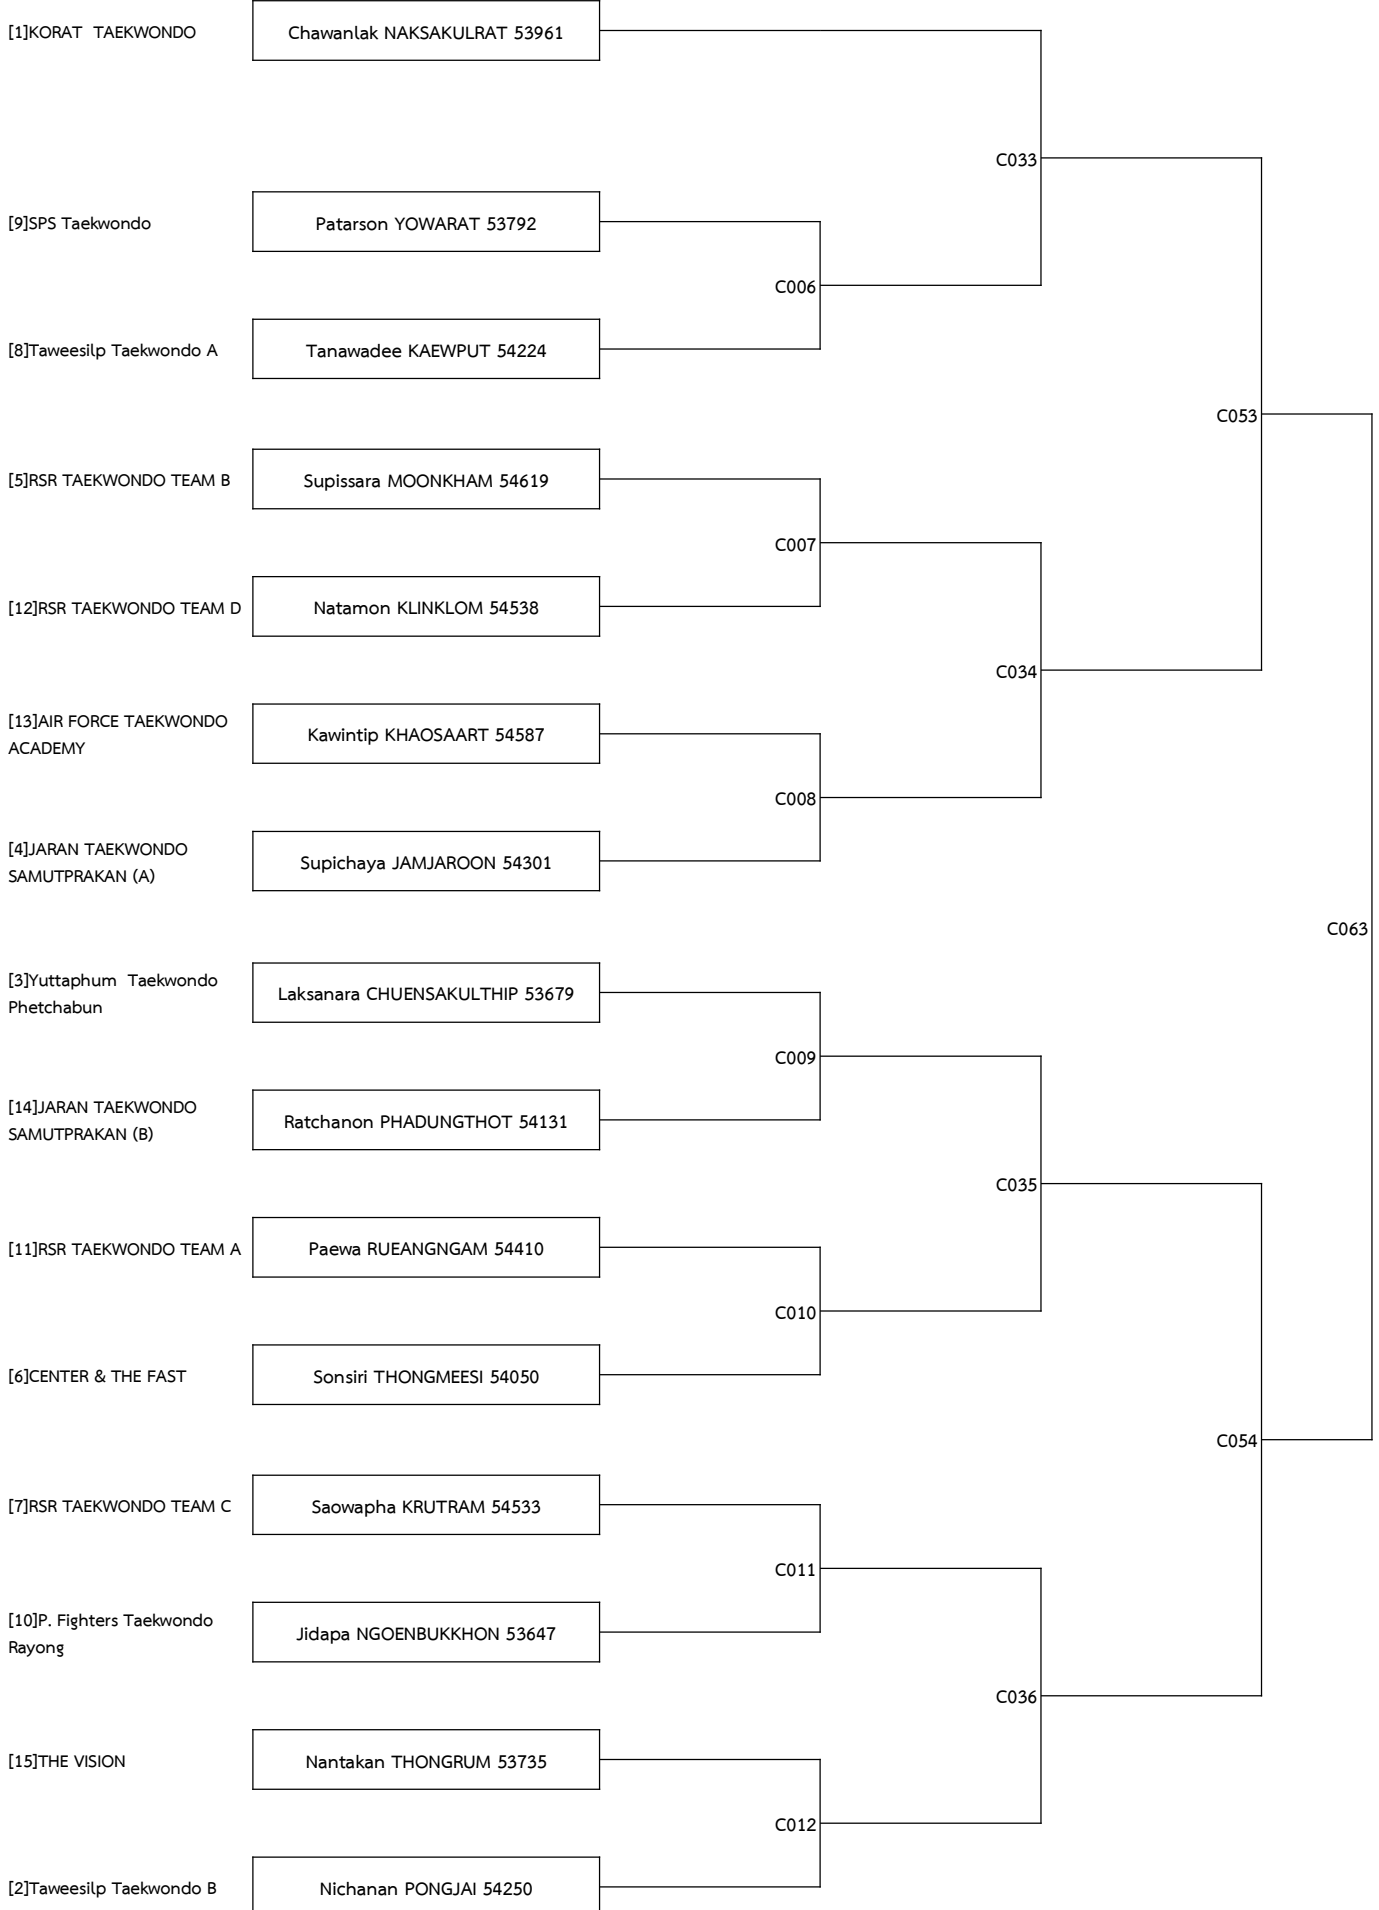 [1]KORAT  TAEKWONDO
Chawanlak NAKSAKULRAT 53961
C033
[9]SPS Taekwondo
Patarson YOWARAT 53792
C006
[8]Taweesilp Taekwondo A
Tanawadee KAEWPUT 54224
C053
[5]RSR TAEKWONDO TEAM B
Supissara MOONKHAM 54619
C007
[12]RSR TAEKWONDO TEAM D
Natamon KLINKLOM 54538
C034
[13]AIR FORCE TAEKWONDO
ACADEMY
Kawintip KHAOSAART 54587
C008
[4]JARAN TAEKWONDO
SAMUTPRAKAN (A)
Supichaya JAMJAROON 54301
C063
[3]Yuttaphum  Taekwondo
Phetchabun
Laksanara CHUENSAKULTHIP 53679
C009
[14]JARAN TAEKWONDO
SAMUTPRAKAN (B)
Ratchanon PHADUNGTHOT 54131
C035
[11]RSR TAEKWONDO TEAM A
Paewa RUEANGNGAM 54410
C010
[6]CENTER & THE FAST
Sonsiri THONGMEESI 54050
C054
[7]RSR TAEKWONDO TEAM C
Saowapha KRUTRAM 54533
C011
[10]P. Fighters Taekwondo
Rayong
Jidapa NGOENBUKKHON 53647
C036
[15]THE VISION
Nantakan THONGRUM 53735
C012
[2]Taweesilp Taekwondo B
Nichanan PONGJAI 54250